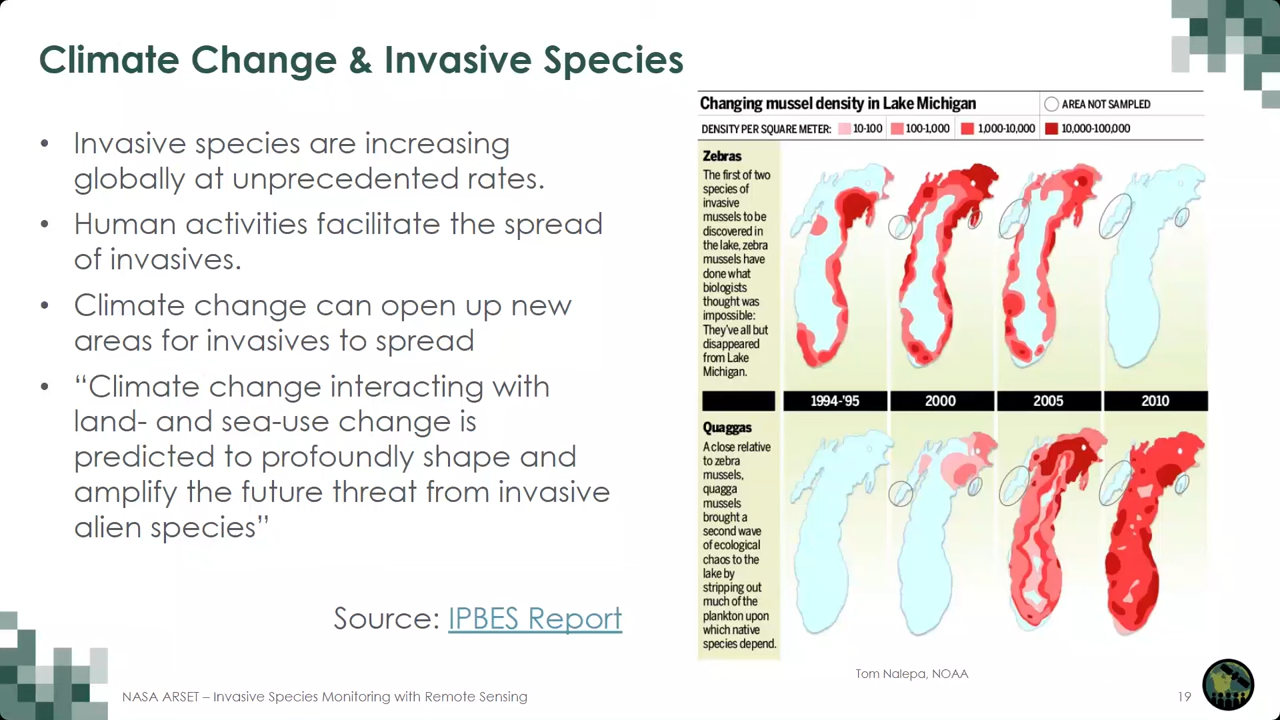 Climate Change & Invasive Species
• Invasive species are increasing
globally at unprecedented rates.
• Human activities facilitate the spread
of invasives.
• Climate change can open up new
areas for invasives to spread
• “Climate change interacting with
land- and sea-use change is
predicted to profoundly shape and
amplify the future threat from invasive
alien species”
Source: IPBES Report
Changing mussel density in Lake Michigan
AREA NOT SAMPLED
DENSITY PER SQUARE METER: 10-100 100-1,000 1,000-10,000 10,000-100,000
Zebras
The first of two
species of
invasive
mussels to be
discovered in
the lake, zebra
mussels have
done what
biologists
thought was
impossible:
They've all but
disappeared
from Lake
Michigan.
1994-'95 2000 2005 2010
Quaggas
A close relative
to zebra
mussels,
quagga
mussels
brought a
second wave
of ecological
chaos to the
lake by
stripping out
much of the
plankton upon
which native
species depend.
Tom Nalepa, NOAA
NASA ARSET – Invasive Species Monitoring with Remote Sensing
19